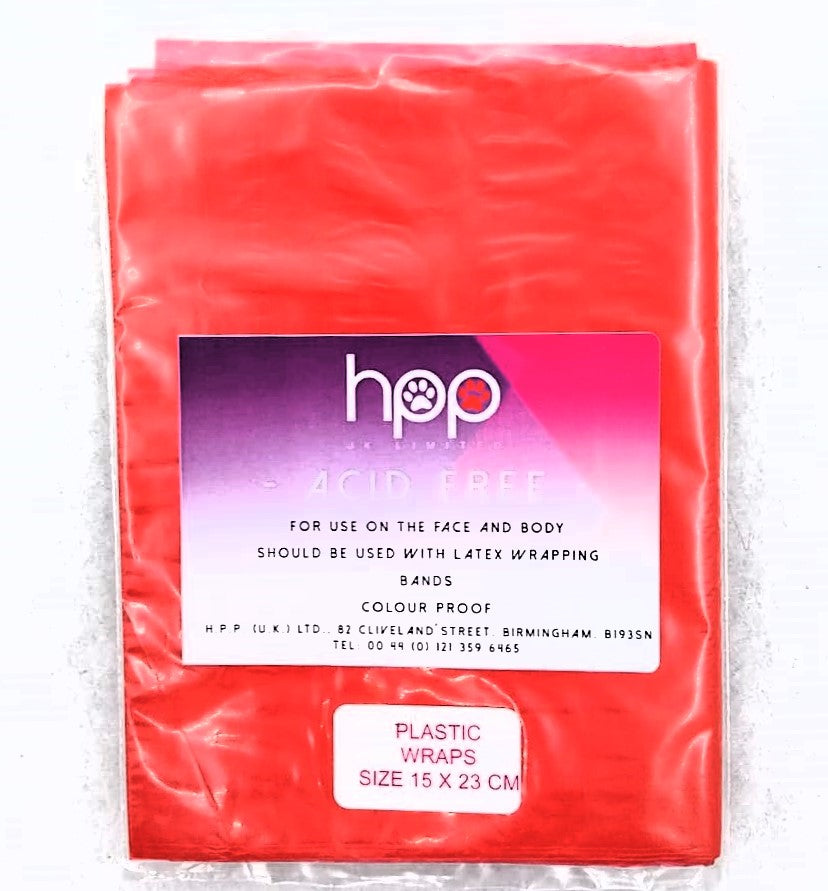 hpp
UK LIMITED
- ACID FREE -
FOR USE ON THE FACE AND BODY
SHOULD BE USED WITH LATEX WRAPPING
BANDS
COLOUR PROOF
H.P.P. (U.K.) LTD., 82 CLIVELAND STREET, BIRMINGHAM. B193SN
TEL: 00 44 (0) 121 359 6465
PLASTIC
WRAPS
SIZE 15 X 23 CM